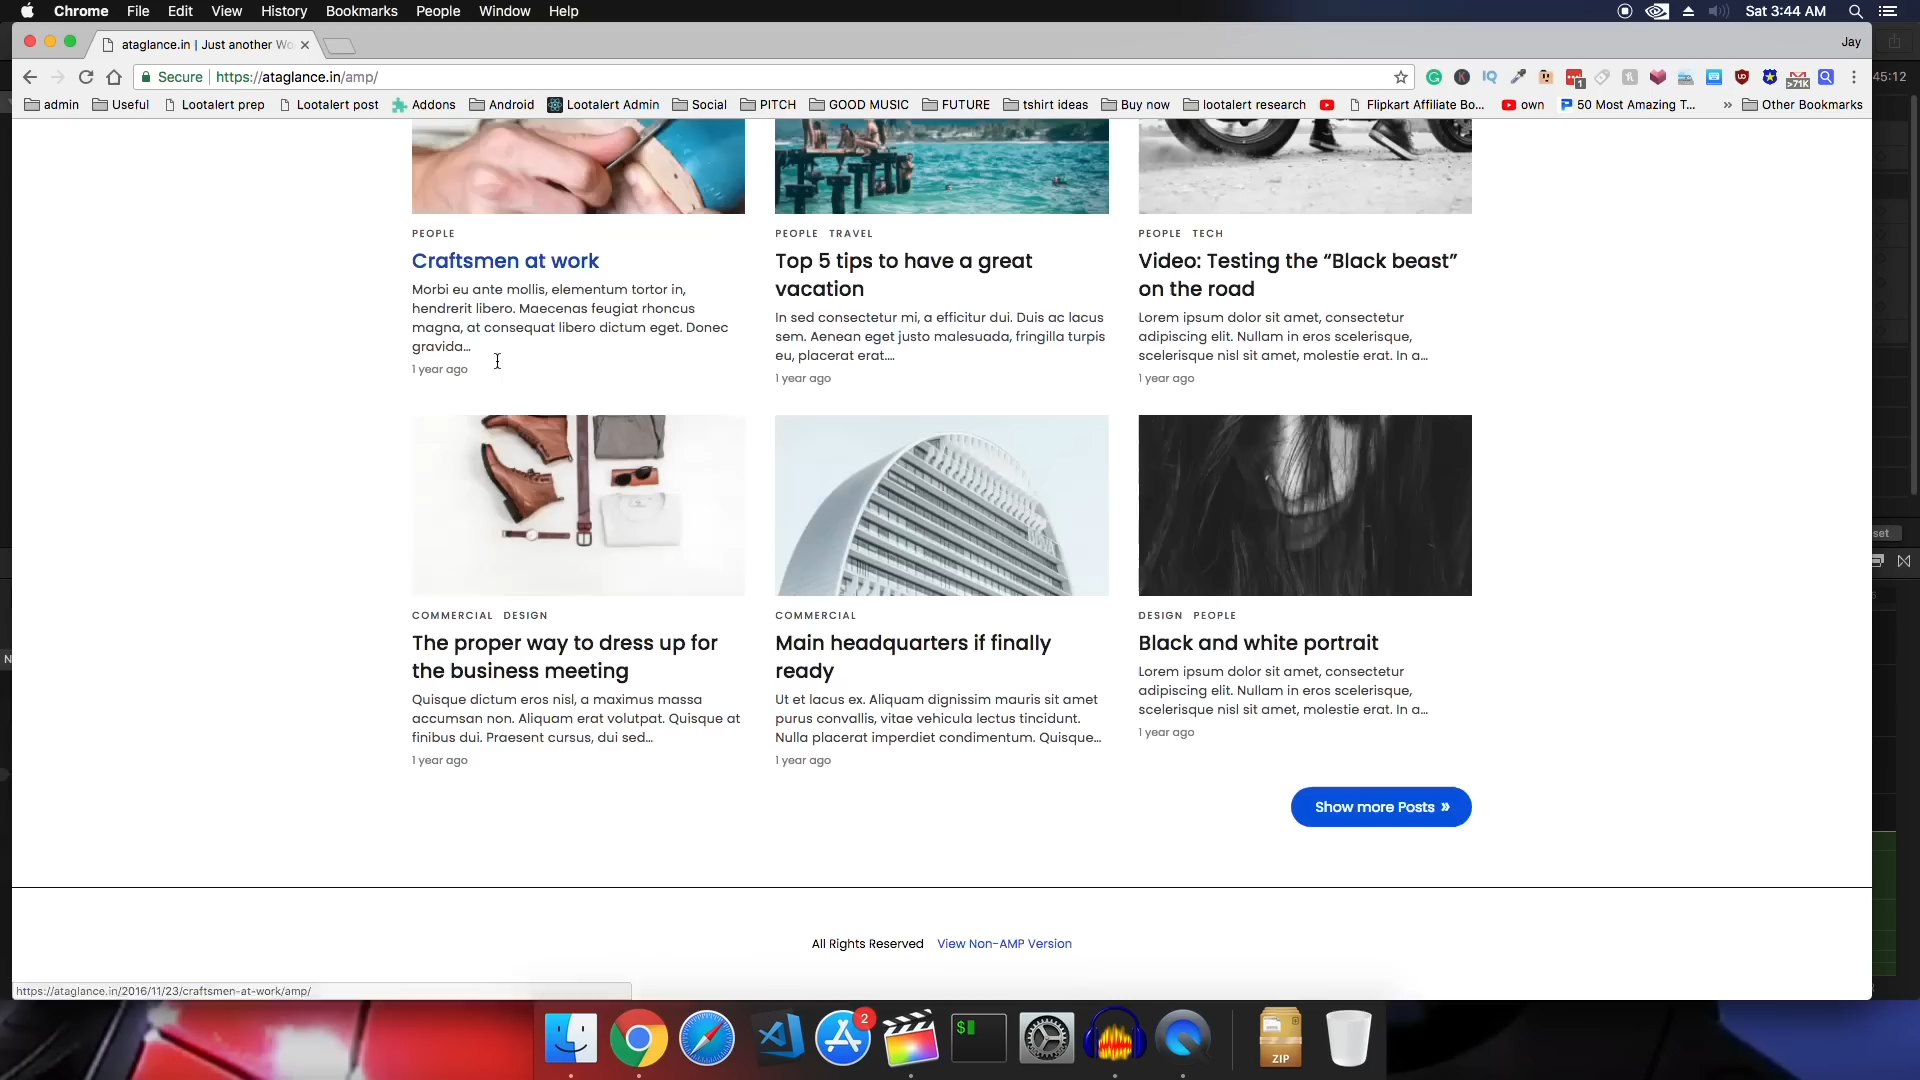 Chrome File Edit View History Bookmarks People Window Help Sat 3:44 AM
ataglance.in | Just another Wo Jay
Secure https://ataglance.in/amp/ 1 >71K 45:12
admin Useful Lootalert prep Lootalert post Addons Android Lootalert Admin Social PITCH GOOD MUSIC FUTURE tshirt ideas Buy now lootalert research Flipkart Affiliate Bo... own 50 Most Amazing T... » Other Bookmarks
PEOPLE
Craftsmen at work
Morbi eu ante mollis, elementum tortor in,
hendrerit libero. Maecenas feugiat rhoncus
magna, at consequat libero dictum eget. Donec
gravida...
1 year ago
PEOPLE TRAVEL
Top 5 tips to have a great
vacation
In sed consectetur mi, a efficitur dui. Duis ac lacus
sem. Aenean eget justo malesuada, fringilla turpis
eu, placerat erat....
1 year ago
PEOPLE TECH
Video: Testing the “Black beast”
on the road
Lorem ipsum dolor sit amet, consectetur
adipiscing elit. Nullam in eros scelerisque,
scelerisque nisl sit amet, molestie erat. In a...
1 year ago
set
COMMERCIAL DESIGN
The proper way to dress up for
the business meeting
Quisque dictum eros nisl, a maximus massa
accumsan non. Aliquam erat volutpat. Quisque at
finibus dui. Praesent cursus, dui sed...
1 year ago
COMMERCIAL
Main headquarters if finally
ready
Ut et lacus ex. Aliquam dignissim mauris sit amet
purus convallis, vitae vehicula lectus tincidunt.
Nulla placerat imperdiet condimentum. Quisque...
1 year ago
DESIGN PEOPLE
Black and white portrait
Lorem ipsum dolor sit amet, consectetur
adipiscing elit. Nullam in eros scelerisque,
scelerisque nisl sit amet, molestie erat. In a...
1 year ago
Show more Posts »
All Rights Reserved View Non-AMP Version
https://ataglance.in/2016/11/23/craftsmen-at-work/amp/
2
$
ZIP